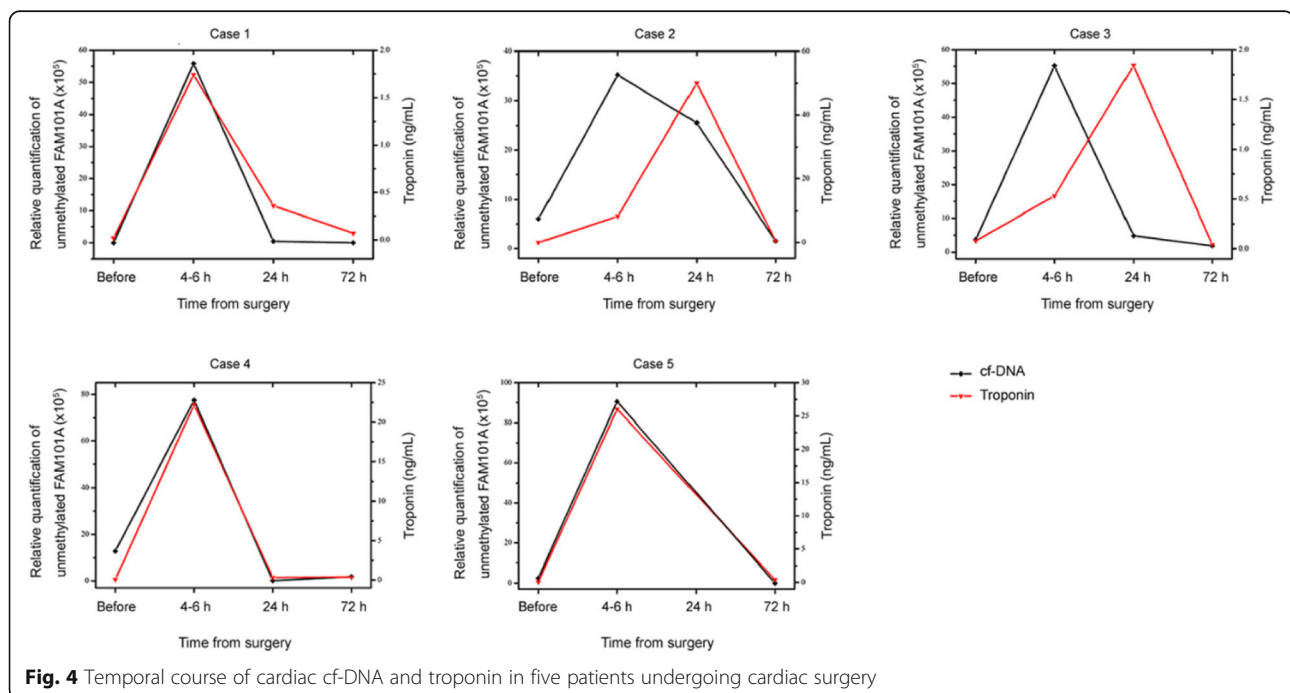 Case 1
Relative quantification of
unmethylated FAM101A (x10⁵)
60
50
40
30
20
10
0
2.0
1.5
1.0
0.5
0.0
Troponin (ng/mL)
Before 4-6 h 24 h 72 h
Time from surgery
Case 2
Relative quantification of
unmethylated FAM101A (x10⁵)
40
30
20
10
0
60
40
20
0
Troponin (ng/mL)
Before 4-6 h 24 h 72 h
Time from surgery
Case 3
Relative quantification of
unmethylated FAM101A (x10⁵)
60
50
40
30
20
10
0
2.0
1.5
1.0
0.5
0.0
Troponin (ng/mL)
Before 4-6 h 24 h 72 h
Time from surgery
Case 4
Relative quantification of
unmethylated FAM101A (x10⁵)
80
60
40
20
0
25
20
15
10
5
0
Troponin (ng/mL)
Before 4-6 h 24 h 72 h
Time from surgery
Case 5
Relative quantification of
unmethylated FAM101A (x10⁵)
100
80
60
40
20
0
30
25
20
15
10
5
0
Troponin (ng/mL)
Before 4-6 h 24 h 72 h
Time from surgery
cf-DNA
Troponin
Fig. 4 Temporal course of cardiac cf-DNA and troponin in five patients undergoing cardiac surgery